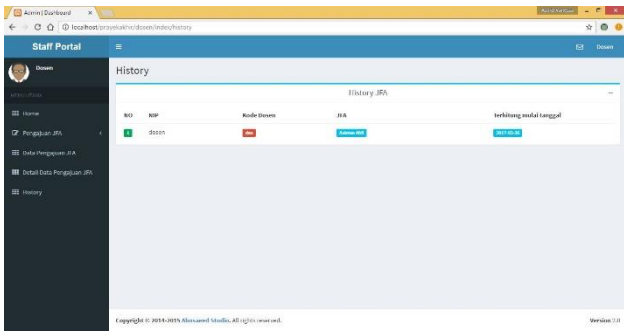 Admin | Dashboard
localhost/proyekakhir/dosen/index/history
Staff Portal
Dosen
Dosen
History
Home
Pengajuan JFA
Data Pengajuan JFA
Detail Data Pengajuan JFA
History
History JFA
NO NIP Kode Dosen JFA Terhitung mulai tanggal
1 dosen dsn
Copyright © 2014-2015 Almsaeed Studio. All rights reserved.
Version 2.0